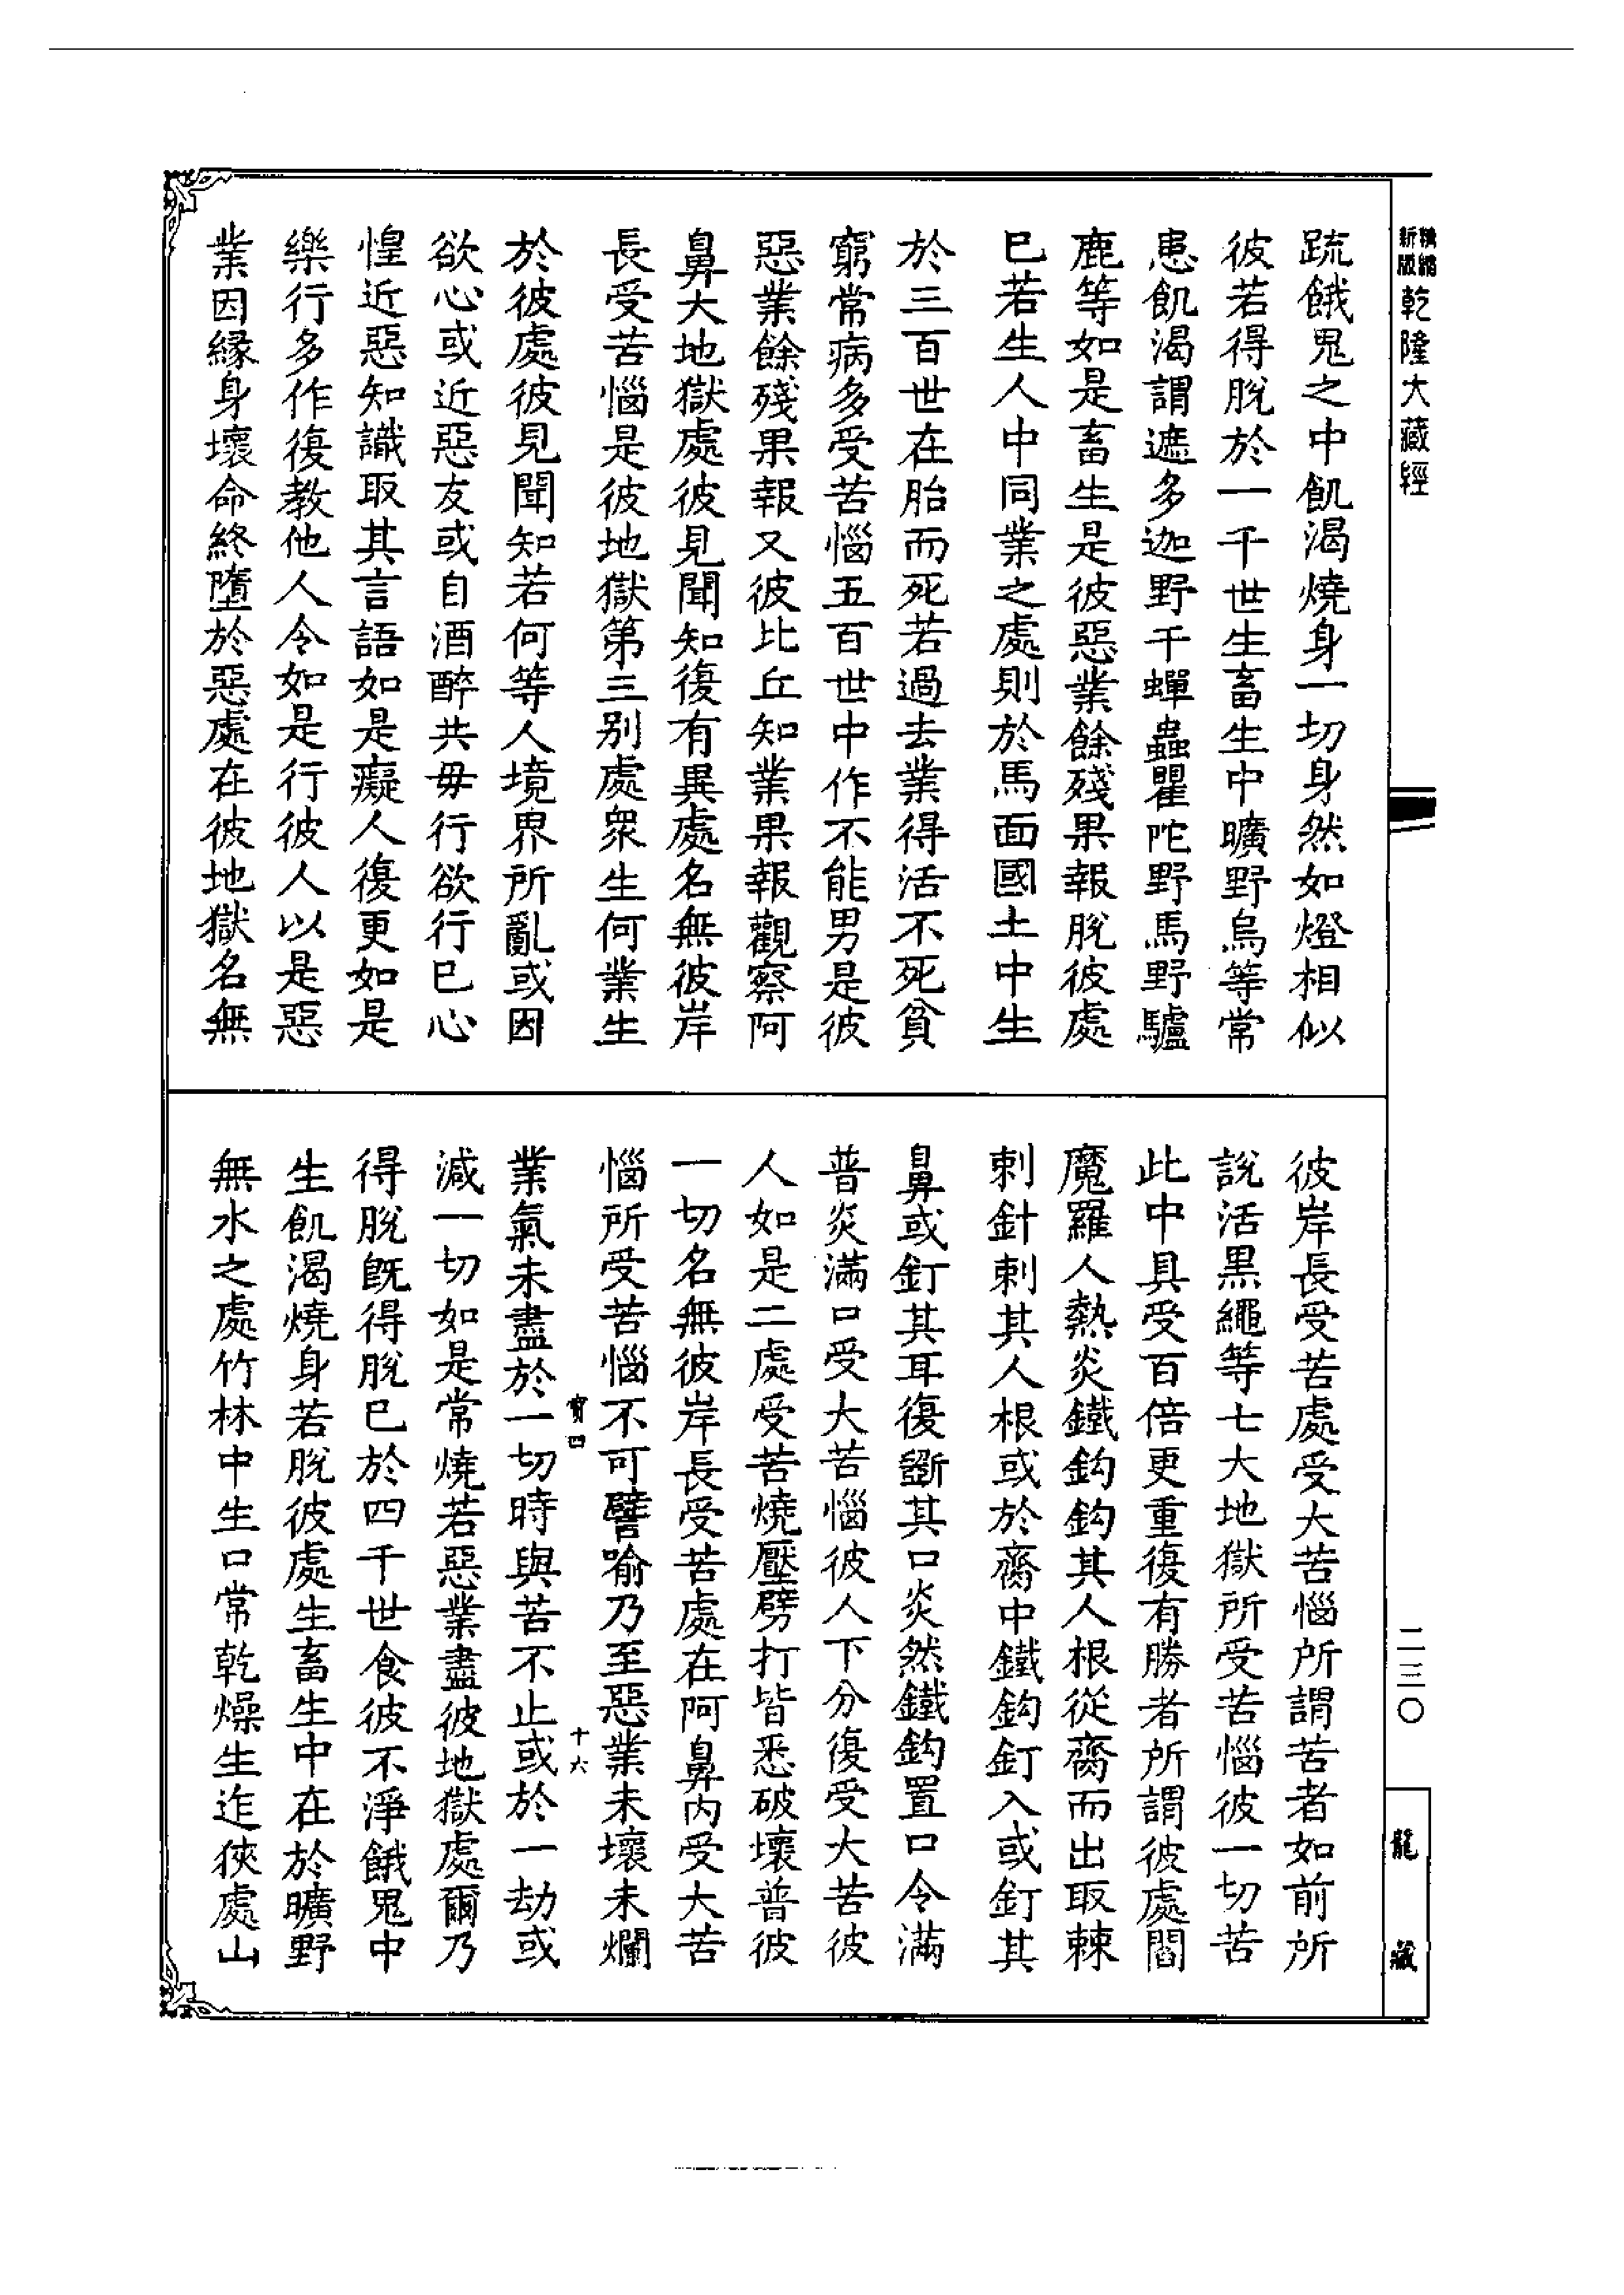 精縮新版乾隆大藏經
二三〇
龍藏
疏餓鬼之中飢渴燒身一切身然如燈相似
彼若得脫於一千世生畜生中曠野烏等常
患飢渴謂遮多迦野干蟬蟲瞿陀野馬野驢
鹿等如是畜生是彼惡業餘殘果報脫彼處
已若生人中同業之處則於馬面國土中生
於三百世在胎而死若過去業得活不死貧
窮常病多受苦惱五百世中作不能男是彼
惡業餘殘果報又彼比丘知業果報觀察阿
鼻大地獄處彼見聞知復有異處名無彼岸
長受苦惱是彼地獄第三別處眾生何業生
於彼處彼見聞知若何等人境界所亂或因
欲心或近惡友或自酒醉共毋行欲行已心
惶近惡知識取其言語如是癡人復更如是
樂行多作復教他人令如是行彼人以是惡
業因緣身壞命終墮於惡處在彼地獄名無
彼岸長受苦處受大苦惱所謂苦者如前所
說活黑繩等七大地獄所受苦惱彼一切苦
此中具受百倍更重復有勝者所謂彼處閻
魔羅人熱炎鐵鈎鈎其人根從齎而出取棘
刺針刺其人根或於齎中鐵鈎釘入或釘其
鼻或釘其耳復斲其口炎然鐵鈎置口令滿
普炎滿口受大苦惱彼人下分復受大苦彼
人如是二處受苦燒壓劈打皆悉破壞普彼
一切名無彼岸長受苦處在阿鼻內受大苦
惱所受苦惱不可譬喻乃至惡業未壞未爛
寶四 十六
業氣未盡於一切時與苦不止或於一劫或
減一切如是常燒若惡業盡彼地獄處爾乃
得脫旣得脫已於四千世食彼不淨餓鬼中
生飢渴燒身若脫彼處生畜生中在於曠野
無水之處竹林中生口常乾燥生迮狹處山